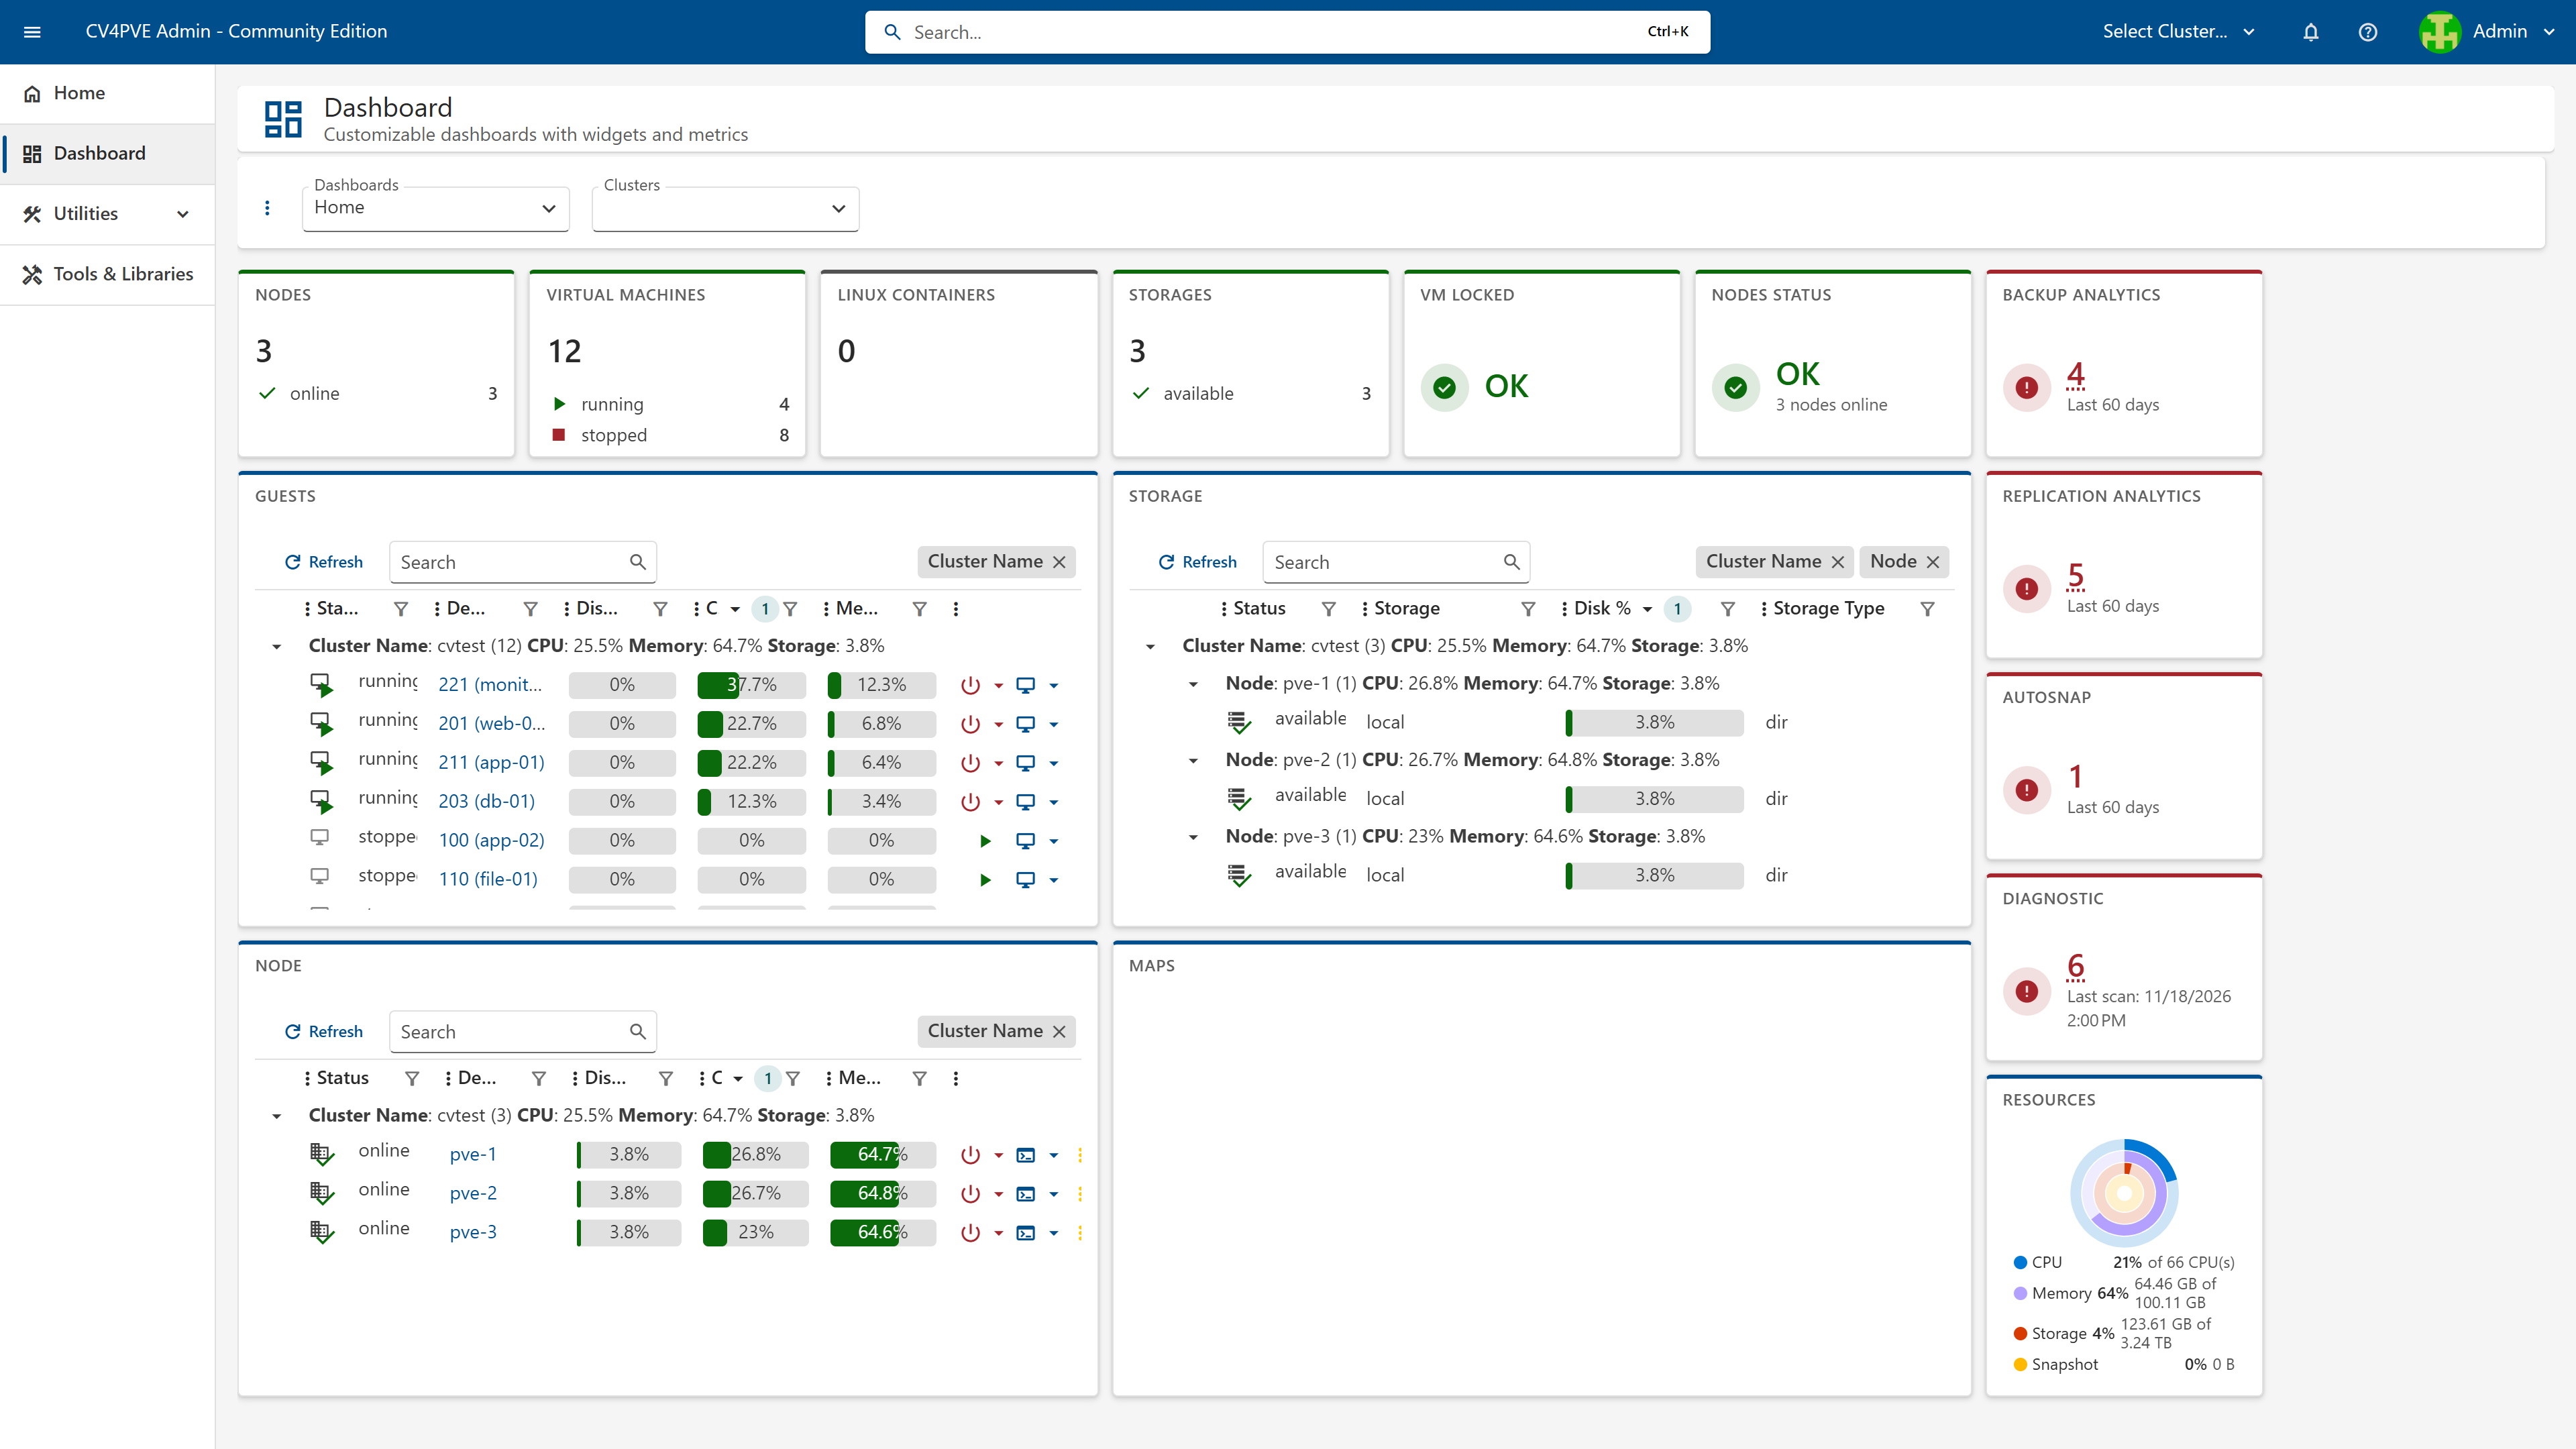 CV4PVE Admin - Community Edition
Search...
Ctrl+K
Select Cluster...
Admin
Home
Dashboard
Utilities
Tools & Libraries
Dashboard
Customizable dashboards with widgets and metrics
Dashboards
Home
Clusters
NODES
3
online 3
VIRTUAL MACHINES
12
running 4
stopped 8
LINUX CONTAINERS
0
STORAGES
3
available 3
VM LOCKED
OK
NODES STATUS
OK
3 nodes online
BACKUP ANALYTICS
4
Last 60 days
GUESTS
Refresh
Search
Cluster Name
Sta... De... Dis... C 1 Me...
Cluster Name: cvtest (12) CPU: 25.5% Memory: 64.7% Storage: 3.8%
running 221 (monit... 0% 37.7% 12.3%
running 201 (web-0... 0% 22.7% 6.8%
running 211 (app-01) 0% 22.2% 6.4%
running 203 (db-01) 0% 12.3% 3.4%
stoppe 100 (app-02) 0% 0% 0%
stoppe 110 (file-01) 0% 0% 0%
STORAGE
Refresh
Search
Cluster Name
Node
Status Storage Disk % 1 Storage Type
Cluster Name: cvtest (3) CPU: 25.5% Memory: 64.7% Storage: 3.8%
Node: pve-1 (1) CPU: 26.8% Memory: 64.7% Storage: 3.8%
available local 3.8% dir
Node: pve-2 (1) CPU: 26.7% Memory: 64.8% Storage: 3.8%
available local 3.8% dir
Node: pve-3 (1) CPU: 23% Memory: 64.6% Storage: 3.8%
available local 3.8% dir
REPLICATION ANALYTICS
5
Last 60 days
AUTOSNAP
1
Last 60 days
DIAGNOSTIC
6
Last scan: 11/18/2026
2:00 PM
NODE
Refresh
Search
Cluster Name
Status De... Dis... C 1 Me...
Cluster Name: cvtest (3) CPU: 25.5% Memory: 64.7% Storage: 3.8%
online pve-1 3.8% 26.8% 64.7%
online pve-2 3.8% 26.7% 64.8%
online pve-3 3.8% 23% 64.6%
MAPS
RESOURCES
CPU 21% of 66 CPU(s)
Memory 64% 64.46 GB of
100.11 GB
Storage 4% 123.61 GB of
3.24 TB
Snapshot 0% 0 B